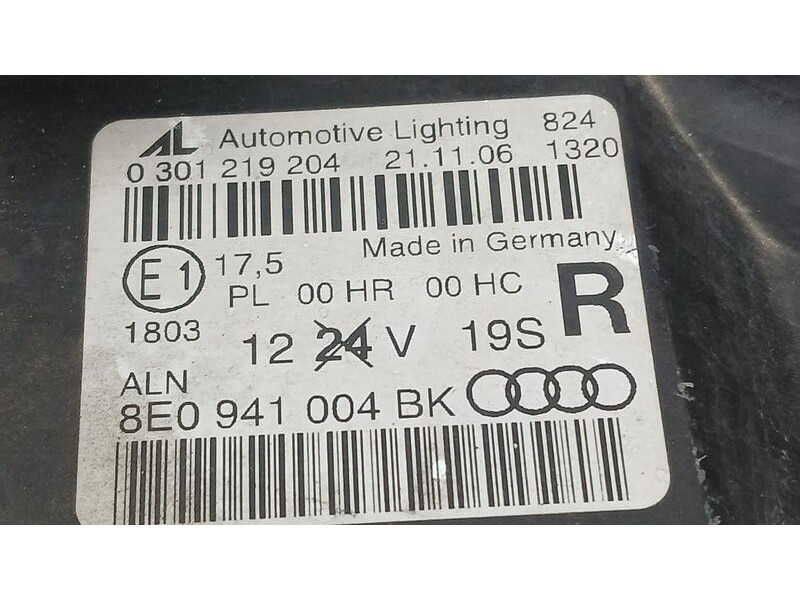 AL Automotive Lighting 824
0 301 219 204 21.11.06 1320
Made in Germany
E1 17,5
PL 00 HR 00 HC R
1803
12 24 V 19S
ALN
8E0 941 004 BK